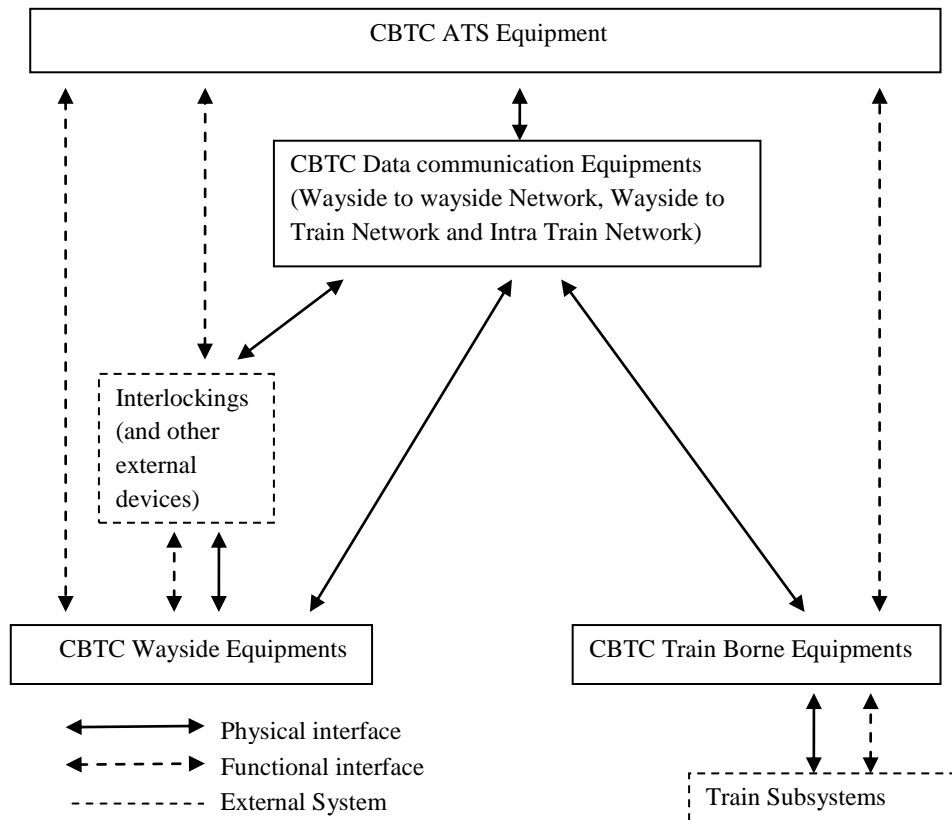 CBTC ATS Equipment
CBTC Data communication Equipments
(Wayside to wayside Network, Wayside to
Train Network and Intra Train Network)
Interlockings
(and other
external
devices)
CBTC Wayside Equipments
CBTC Train Borne Equipments
Physical interface
Functional interface
External System
Train Subsystems